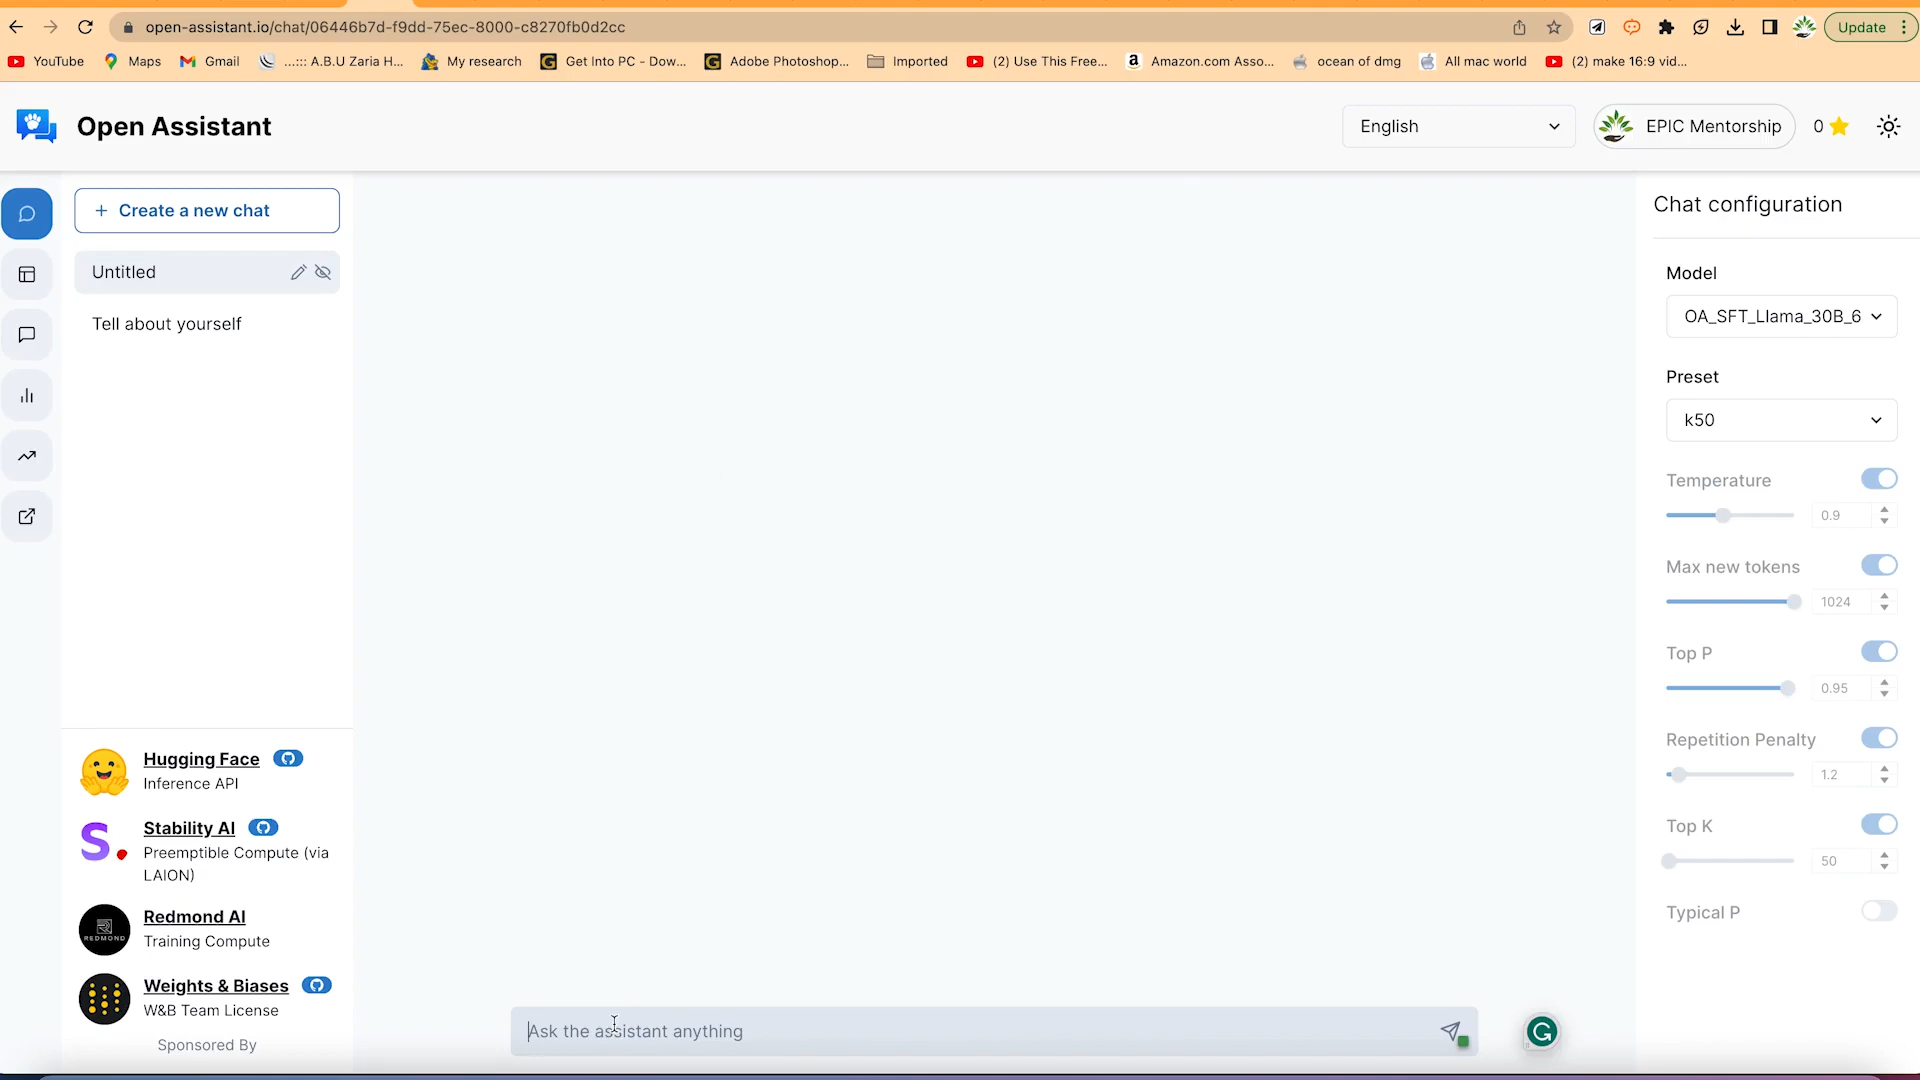 open-assistant.io/chat/06446b7d-f9dd-75ec-8000-c8270fb0d2cc
Update
YouTube
Maps
Gmail
...::: A.B.U Zaria H...
My research
Get Into PC - Dow...
Adobe Photoshop...
Imported
(2) Use This Free...
a
Amazon.com Asso...
ocean of dmg
All mac world
(2) make 16:9 vid...
Open Assistant
English
EPIC Mentorship
0
Create a new chat
Chat configuration
Untitled
Tell about yourself
Model
OA_SFT_Llama_30B_6
Preset
k50
Temperature
0.9
Max new tokens
1024
Top P
0.95
Repetition Penalty
1.2
Top K
50
Typical P
Hugging Face
Inference API
Stability AI
Preemptible Compute (via
LAION)
REDMOND
Redmond AI
Training Compute
Weights & Biases
W&B Team License
Sponsored By
Ask the assistant anything